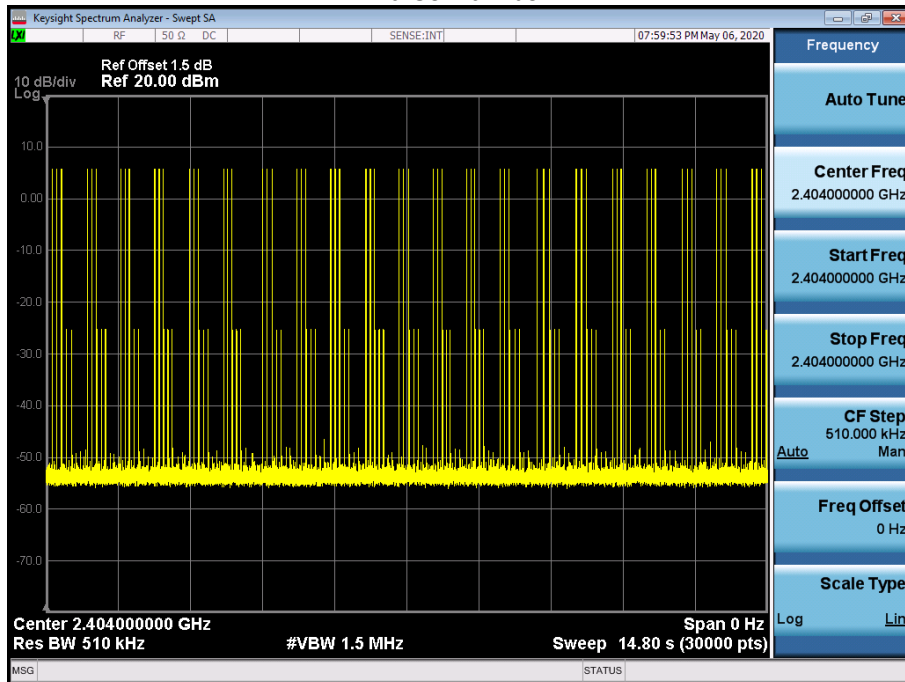 Keysight Spectrum Analyzer - Swept SA
LXI RF 50 Ω DC SENSE:INT 07:59:53 PM May 06, 2020
Frequency
Ref Offset 1.5 dB
10 dB/div Ref 20.00 dBm
Log
Auto Tune
10.0
Center Freq
2.404000000 GHz
0.00
-10.0
Start Freq
2.404000000 GHz
-20.0
-30.0
Stop Freq
2.404000000 GHz
-40.0
CF Step
510.000 kHz
Auto Man
-50.0
-60.0
Freq Offset
0 Hz
-70.0
Scale Type
Log Lin
Center 2.404000000 GHz Span 0 Hz
Res BW 510 kHz #VBW 1.5 MHz Sweep 14.80 s (30000 pts)
MSG STATUS